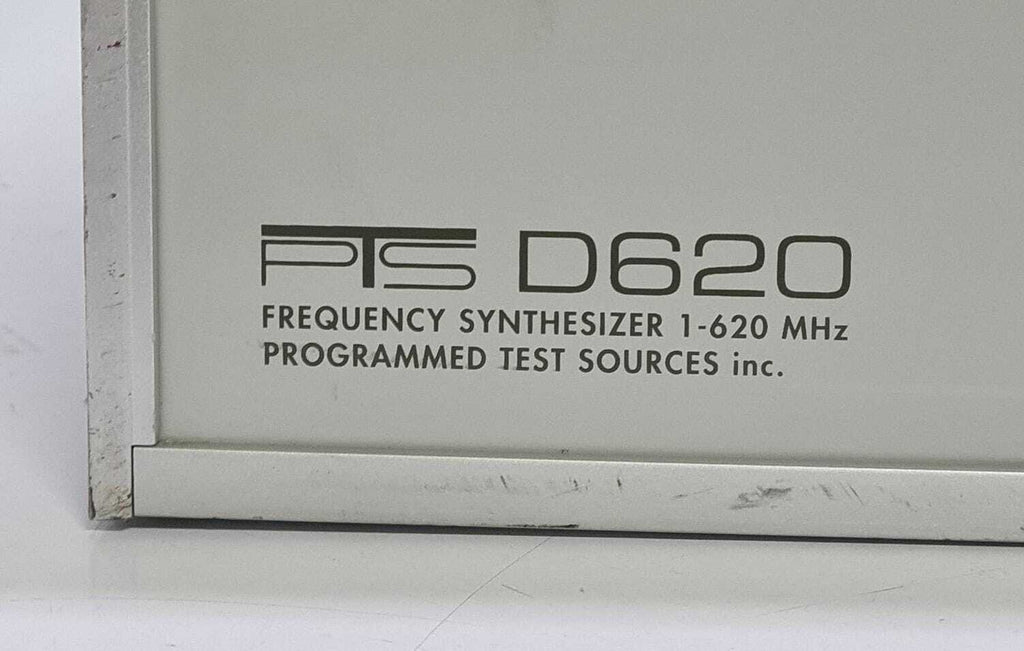 PTS D620
FREQUENCY SYNTHESIZER 1-620 MHz
PROGRAMMED TEST SOURCES inc.